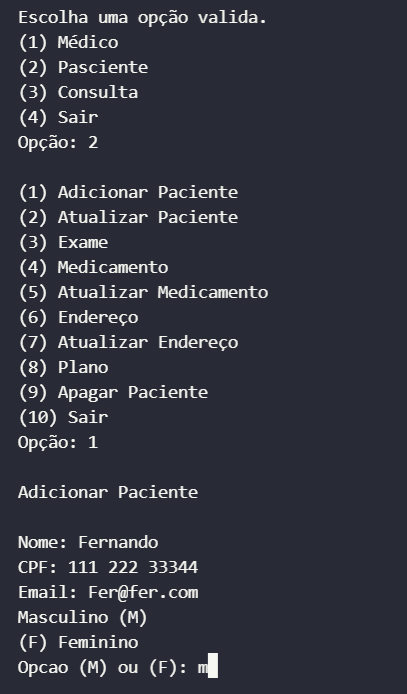 Escolha uma opção valida.
(1) Médico
(2) Pasciente
(3) Consulta
(4) Sair
Opção: 2
(1) Adicionar Paciente
(2) Atualizar Paciente
(3) Exame
(4) Medicamento
(5) Atualizar Medicamento
(6) Endereço
(7) Atualizar Endereço
(8) Plano
(9) Apagar Paciente
(10) Sair
Opção: 1
Adicionar Paciente
Nome: Fernando
CPF: 111 222 33344
Email: Fer@fer.com
Masculino (M)
(F) Feminino
Opcao (M) ou (F): m